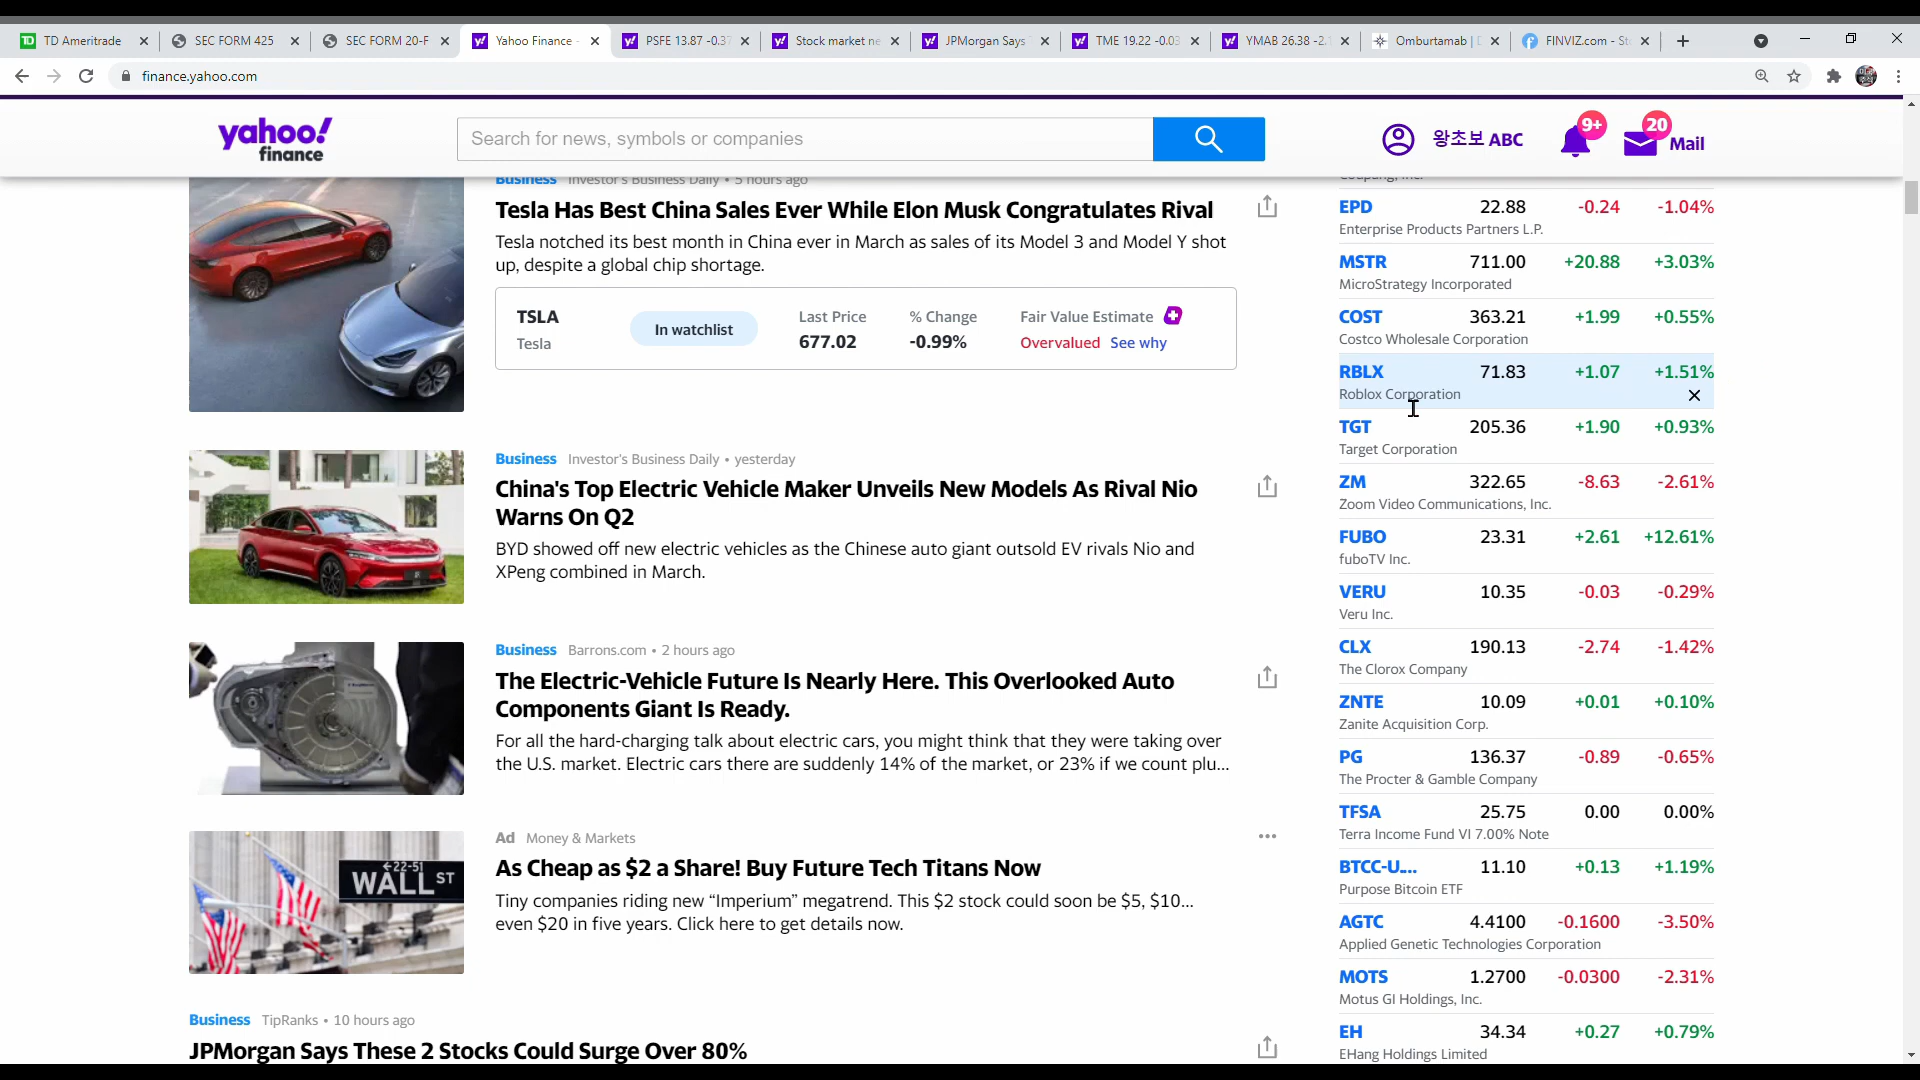 TD Ameritrade
SEC FORM 425
SEC FORM 20-F
Yahoo Finance -
PSFE 13.87 -0.37
Stock market ne
JPMorgan Says
TME 19.22 -0.03
YMAB 26.38 -2.1
Omburtamab |
FINVIZ.com - St
finance.yahoo.com
yahoo!
finance
Search for news, symbols or companies
왕초보 ABC
9+
20
Mail
Business Investor's Business Daily • 5 hours ago
Tesla Has Best China Sales Ever While Elon Musk Congratulates Rival
Tesla notched its best month in China ever in March as sales of its Model 3 and Model Y shot
up, despite a global chip shortage.
TSLA
Tesla
In watchlist
Last Price
677.02
% Change
-0.99%
Fair Value Estimate
Overvalued See why
Business Investor's Business Daily • yesterday
China's Top Electric Vehicle Maker Unveils New Models As Rival Nio
Warns On Q2
BYD showed off new electric vehicles as the Chinese auto giant outsold EV rivals Nio and
XPeng combined in March.
Business Barrons.com • 2 hours ago
The Electric-Vehicle Future Is Nearly Here. This Overlooked Auto
Components Giant Is Ready.
For all the hard-charging talk about electric cars, you might think that they were taking over
the U.S. market. Electric cars there are suddenly 14% of the market, or 23% if we count plu...
←22-51
WALL ST
Ad Money & Markets
As Cheap as $2 a Share! Buy Future Tech Titans Now
Tiny companies riding new “Imperium” megatrend. This $2 stock could soon be $5, $10...
even $20 in five years. Click here to get details now.
Business TipRanks • 10 hours ago
JPMorgan Says These 2 Stocks Could Surge Over 80%
Coupang, Inc.
EPD 22.88 -0.24 -1.04%
Enterprise Products Partners L.P.
MSTR 711.00 +20.88 +3.03%
MicroStrategy Incorporated
COST 363.21 +1.99 +0.55%
Costco Wholesale Corporation
RBLX 71.83 +1.07 +1.51%
Roblox Corporation
TGT 205.36 +1.90 +0.93%
Target Corporation
ZM 322.65 -8.63 -2.61%
Zoom Video Communications, Inc.
FUBO 23.31 +2.61 +12.61%
fuboTV Inc.
VERU 10.35 -0.03 -0.29%
Veru Inc.
CLX 190.13 -2.74 -1.42%
The Clorox Company
ZNTE 10.09 +0.01 +0.10%
Zanite Acquisition Corp.
PG 136.37 -0.89 -0.65%
The Procter & Gamble Company
TFSA 25.75 0.00 0.00%
Terra Income Fund VI 7.00% Note
BTCC-U.... 11.10 +0.13 +1.19%
Purpose Bitcoin ETF
AGTC 4.4100 -0.1600 -3.50%
Applied Genetic Technologies Corporation
MOTS 1.2700 -0.0300 -2.31%
Motus GI Holdings, Inc.
EH 34.34 +0.27 +0.79%
EHang Holdings Limited